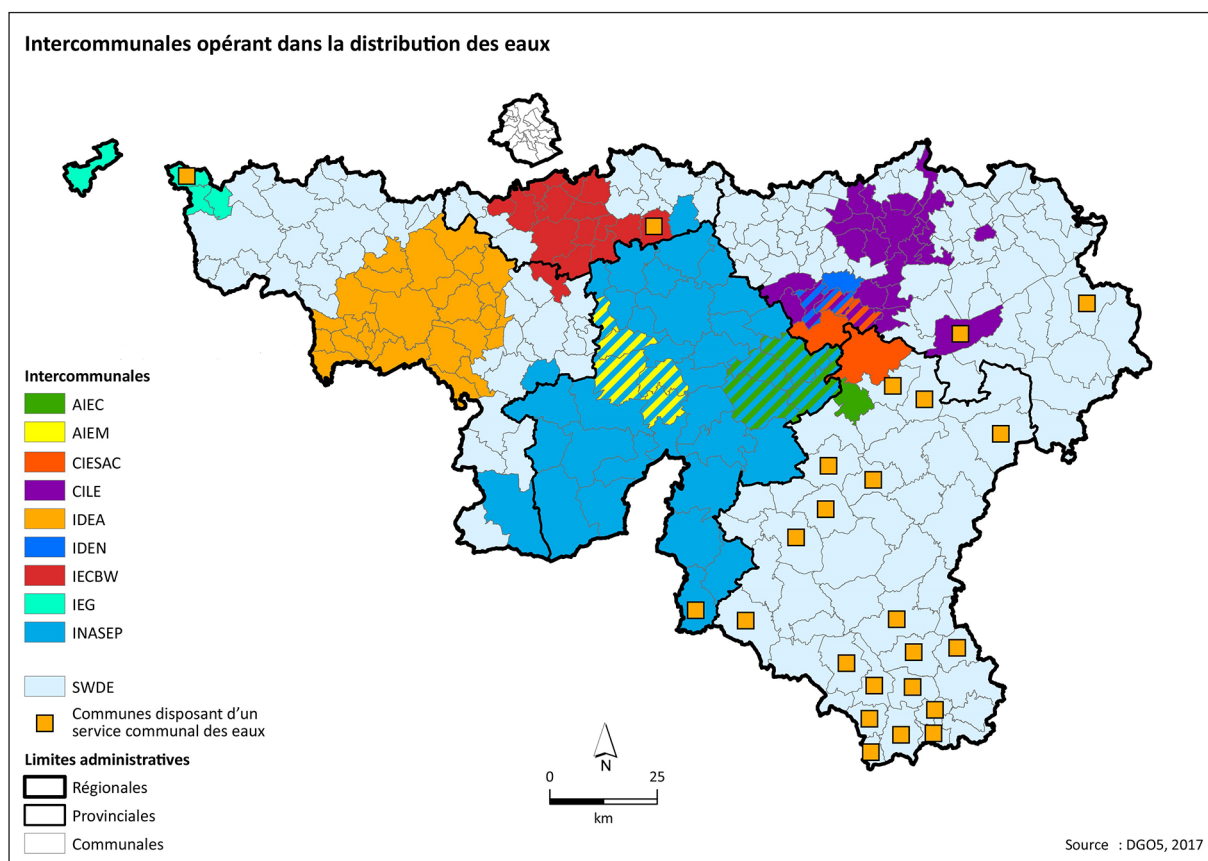 Intercommunales opérant dans la distribution des eaux
Intercommunales
AIEC
AIEM
CIESAC
CILE
IDEA
IDEN
IECBW
IEG
INASEP
SWDE
Communes disposant d'un
service communal des eaux
Limites administratives
Régionales
Provinciales
Communales
N
0 25
km
Source : DGO5, 2017